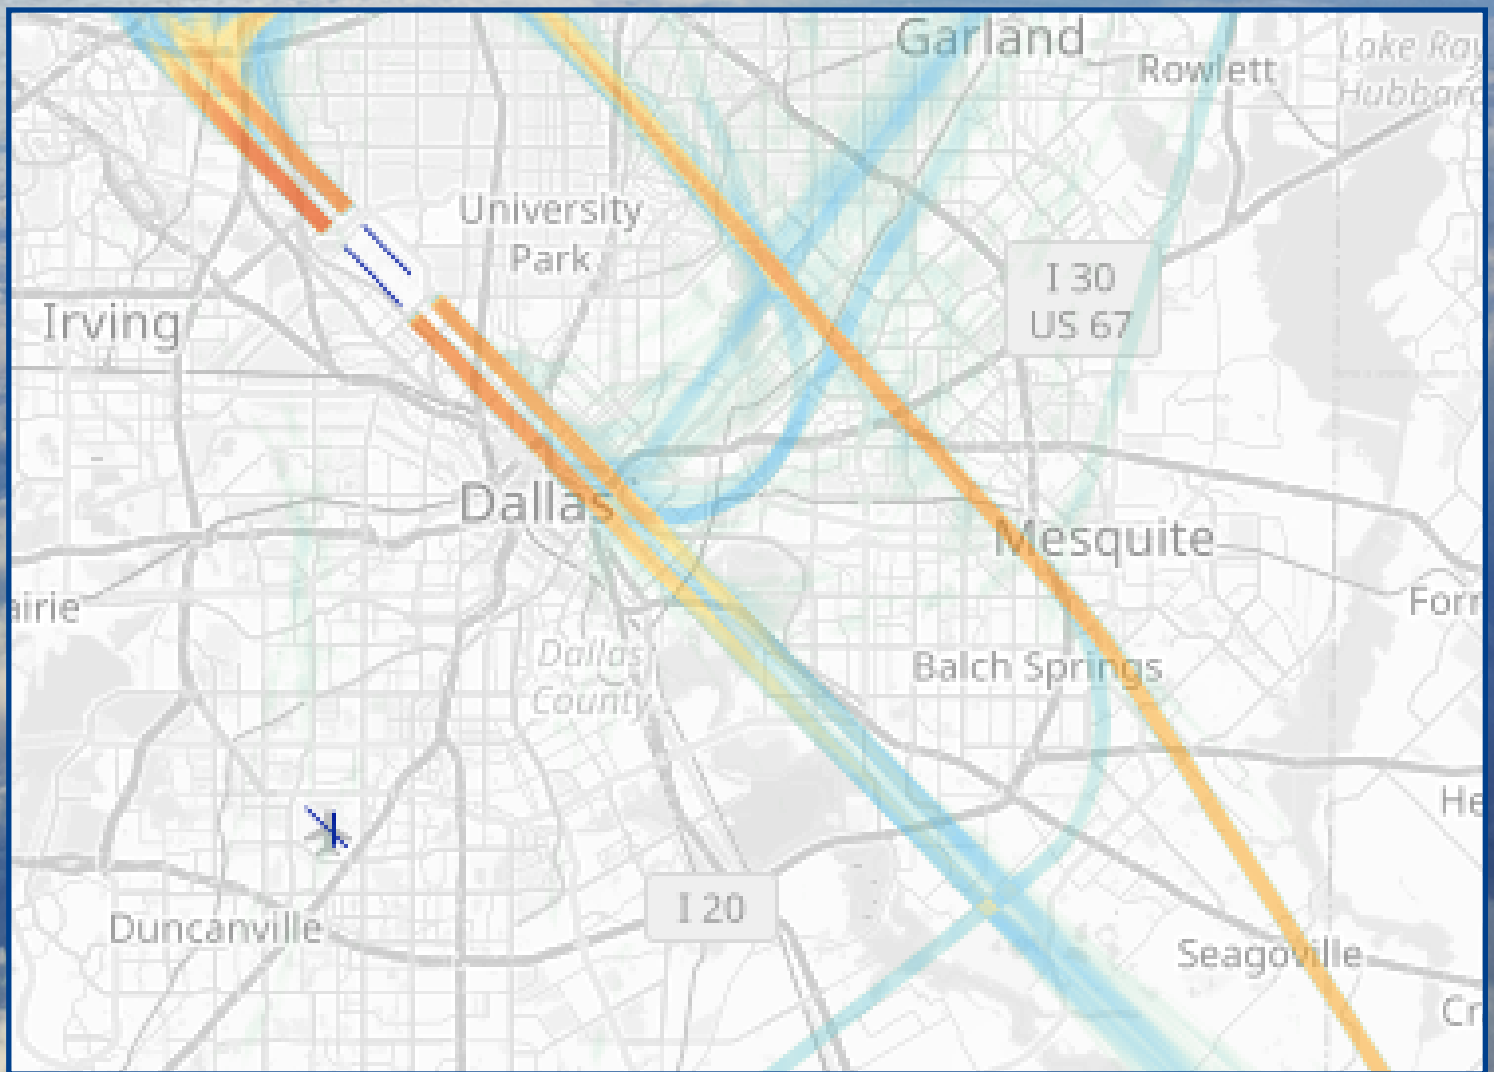 Garland
Rowlett
Lake Ray
Hubbard
University
Park
I 30
US 67
Irving
Dallas
Mesquite
airie
Forr
Dallas
County
Balch Springs
He
I 20
Duncanville
Seagoville
Cr